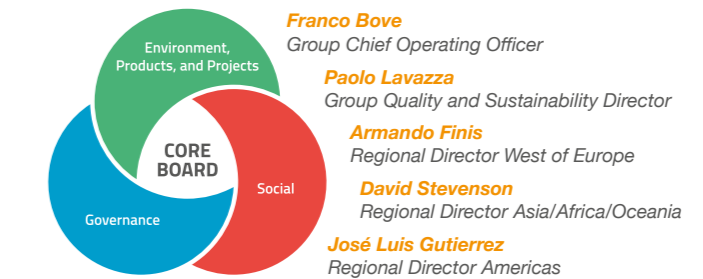 Environment,
Products, and Projects
CORE
BOARD
Social
Governance
Franco Bove
Group Chief Operating Officer
Paolo Lavazza
Group Quality and Sustainability Director
Armando Finis
Regional Director West of Europe
David Stevenson
Regional Director Asia/Africa/Oceania
José Luis Gutierrez
Regional Director Americas